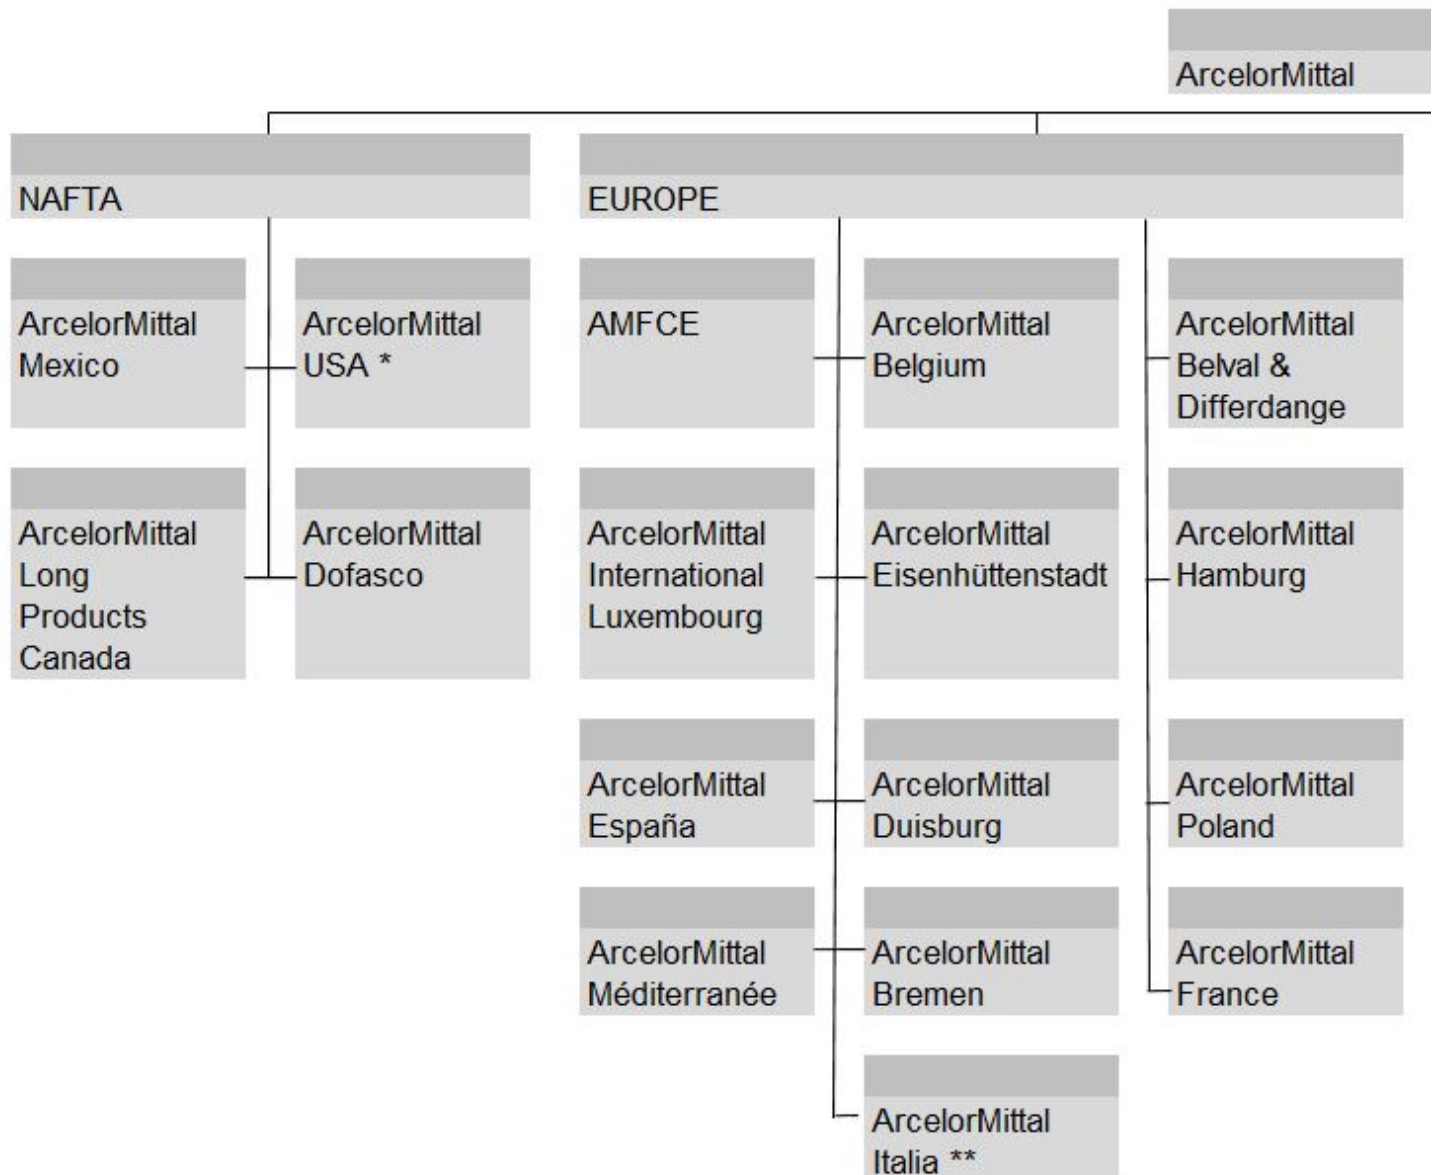 ArcelorMittal
NAFTA
EUROPE
ArcelorMittal
Mexico
ArcelorMittal
USA *
AMFCE
ArcelorMittal
Belgium
ArcelorMittal
Belval &
Differdange
ArcelorMittal
Long
Products
Canada
ArcelorMittal
Dofasco
ArcelorMittal
International
Luxembourg
ArcelorMittal
Eisenhüttenstadt
ArcelorMittal
Hamburg
ArcelorMittal
España
ArcelorMittal
Duisburg
ArcelorMittal
Poland
ArcelorMittal
Méditerranée
ArcelorMittal
Bremen
ArcelorMittal
France
ArcelorMittal
Italia **